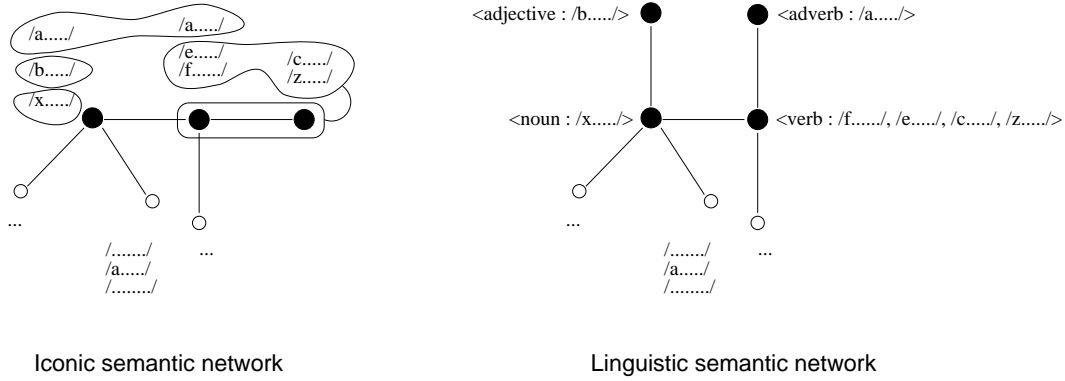 <adjective : /b...../>
<adverb : /a...../>
/a...../
/a...../
/e...../
/f....../
/c...../
/z...../
/b...../
/x...../
<noun : /x...../>
<verb : /f....../, /e...../, /c...../, /z...../>
...
...
/......./
/a...../
/......../
...
...
/......./
/a...../
/......../
Iconic semantic network
Linguistic semantic network